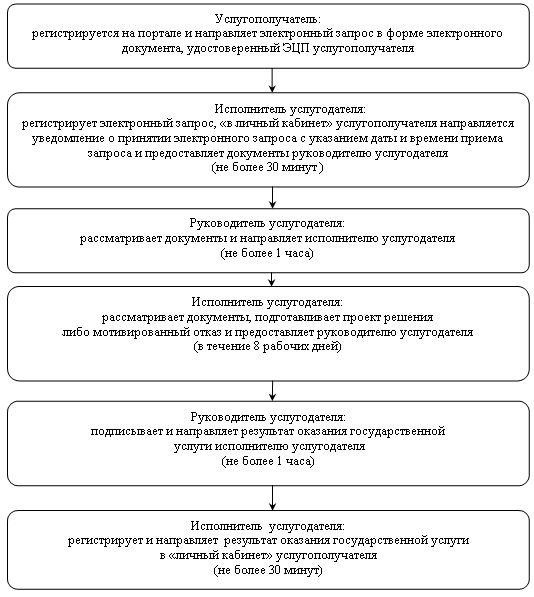 Услугополучатель:
регистрируется на портале и направляет электронный запрос в форме электронного
документа, удостоверенный ЭЦП услугополучателя
Исполнитель услугодателя:
регистрирует электронный запрос, «в личный кабинет» услугополучателя направляется
уведомление о принятии электронного запроса с указанием даты и времени приема
запроса и предоставляет документы руководителю услугодателя
(не более 30 минут )
Руководитель услугодателя:
рассматривает документы и направляет исполнителю услугодателя
(не более 1 часа)
Исполнитель услугодателя:
рассматривает документы, подготавливает проект решения
либо мотивированный отказ и предоставляет руководителю услугодателя
(в течение 8 рабочих дней)
Руководитель услугодателя:
подписывает и направляет результат оказания государственной
услуги исполнителю услугодателя
(не более 1 часа)
Исполнитель услугодателя:
регистрирует и направляет результат оказания государственной услуги
в «личный кабинет» услугополучателя
(не более 30 минут)